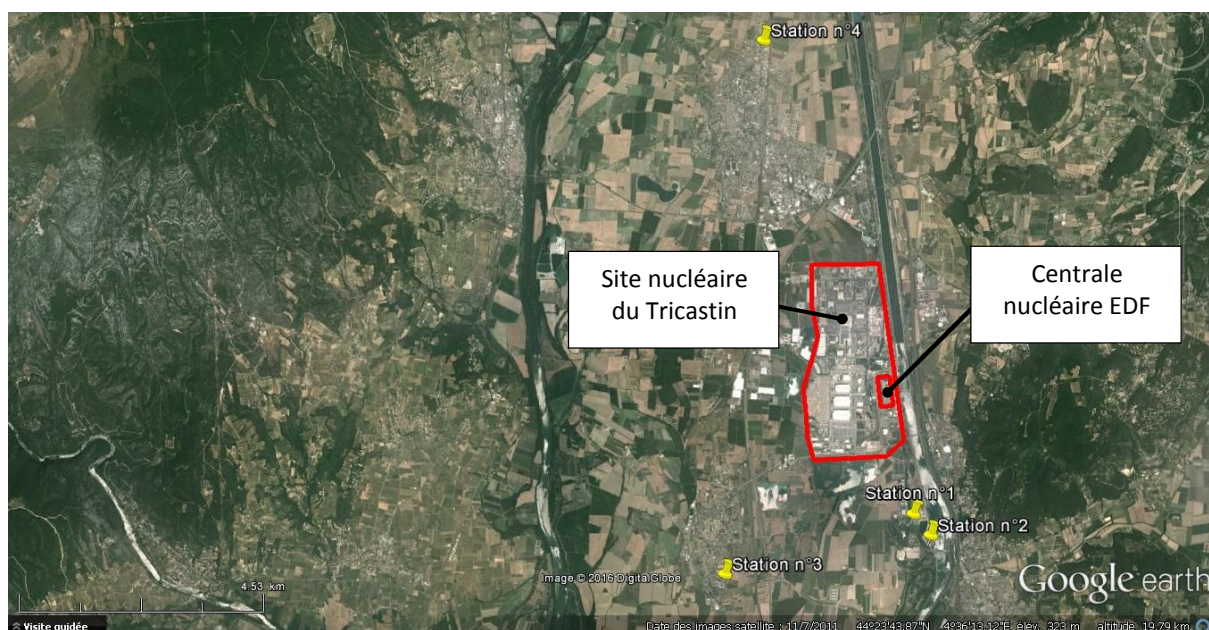 Station n°4
Site nucléaire
du Tricastin
Centrale
nucléaire EDF
Station n°1
Station n°2
Station n°3
Image © 2016 DigitalGlobe
Google earth
4.53 km
Visite guidée
Date des images satellite : 11/7/2011 44°23'43.87"N 4°36'13.12"E élév. 323 m altitude 19.79 km